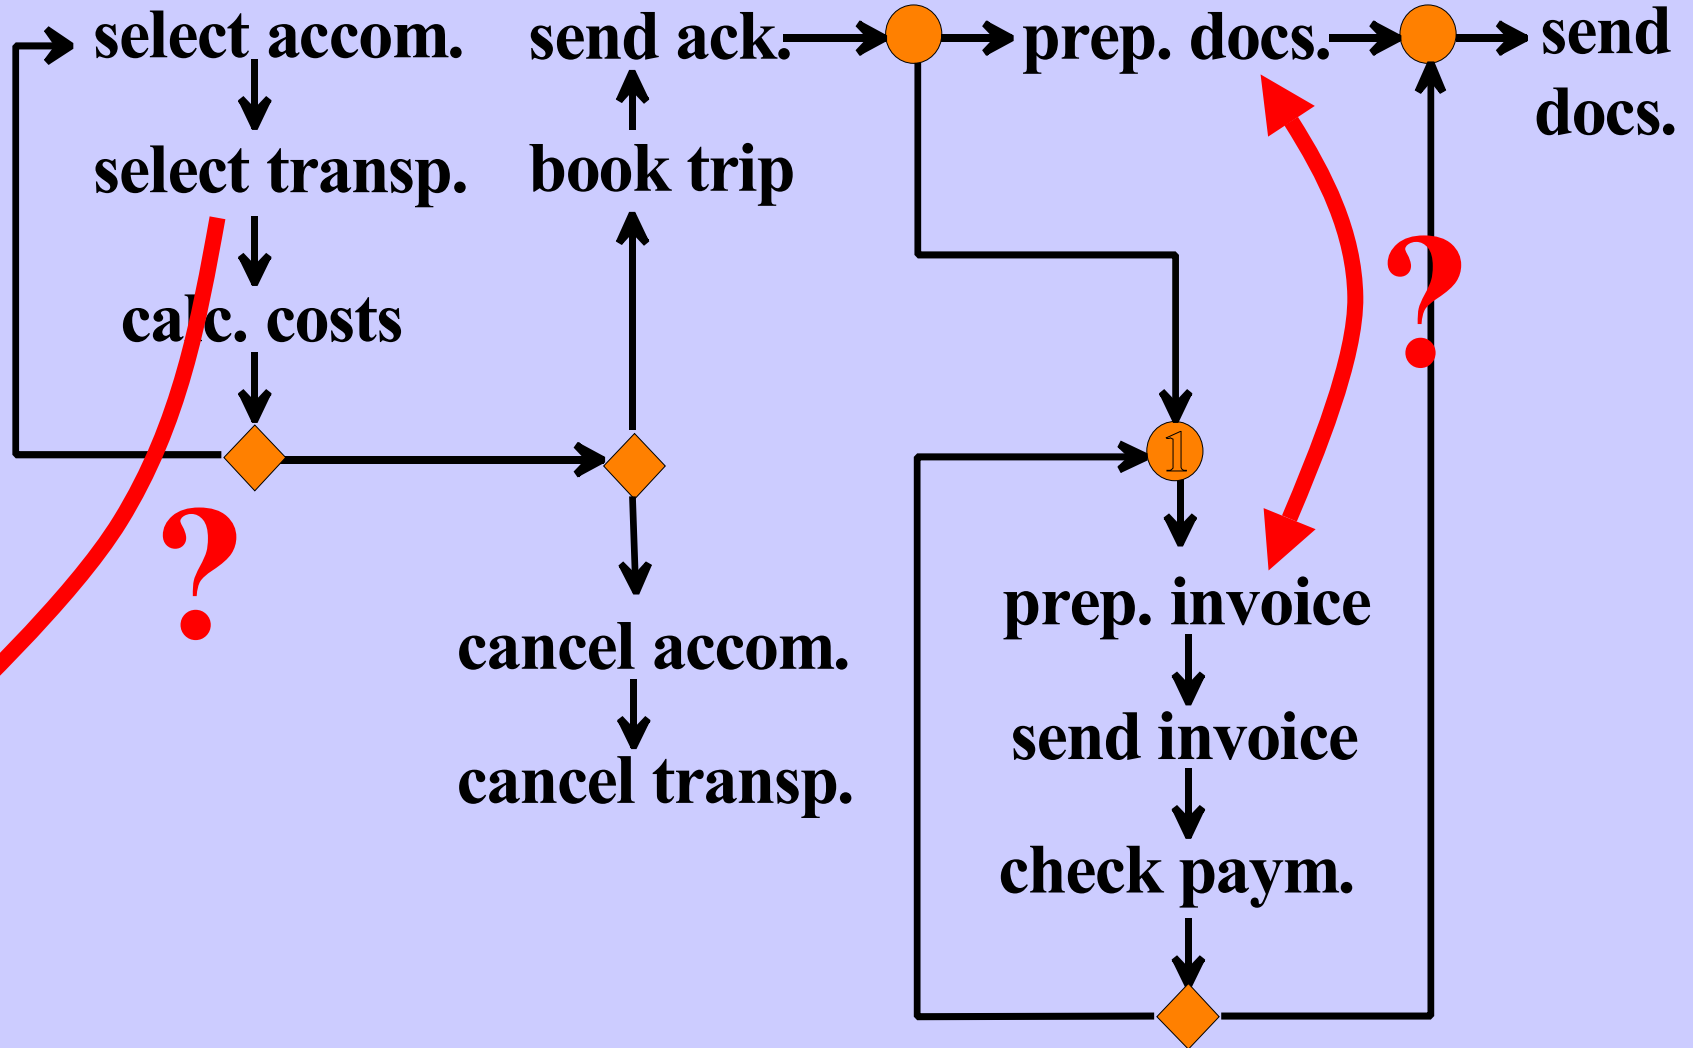 select accom.
select transp.
calc. costs
?
send ack.
book trip
cancel accom.
cancel transp.
prep. docs.
send
docs.
?
1
prep. invoice
send invoice
check paym.